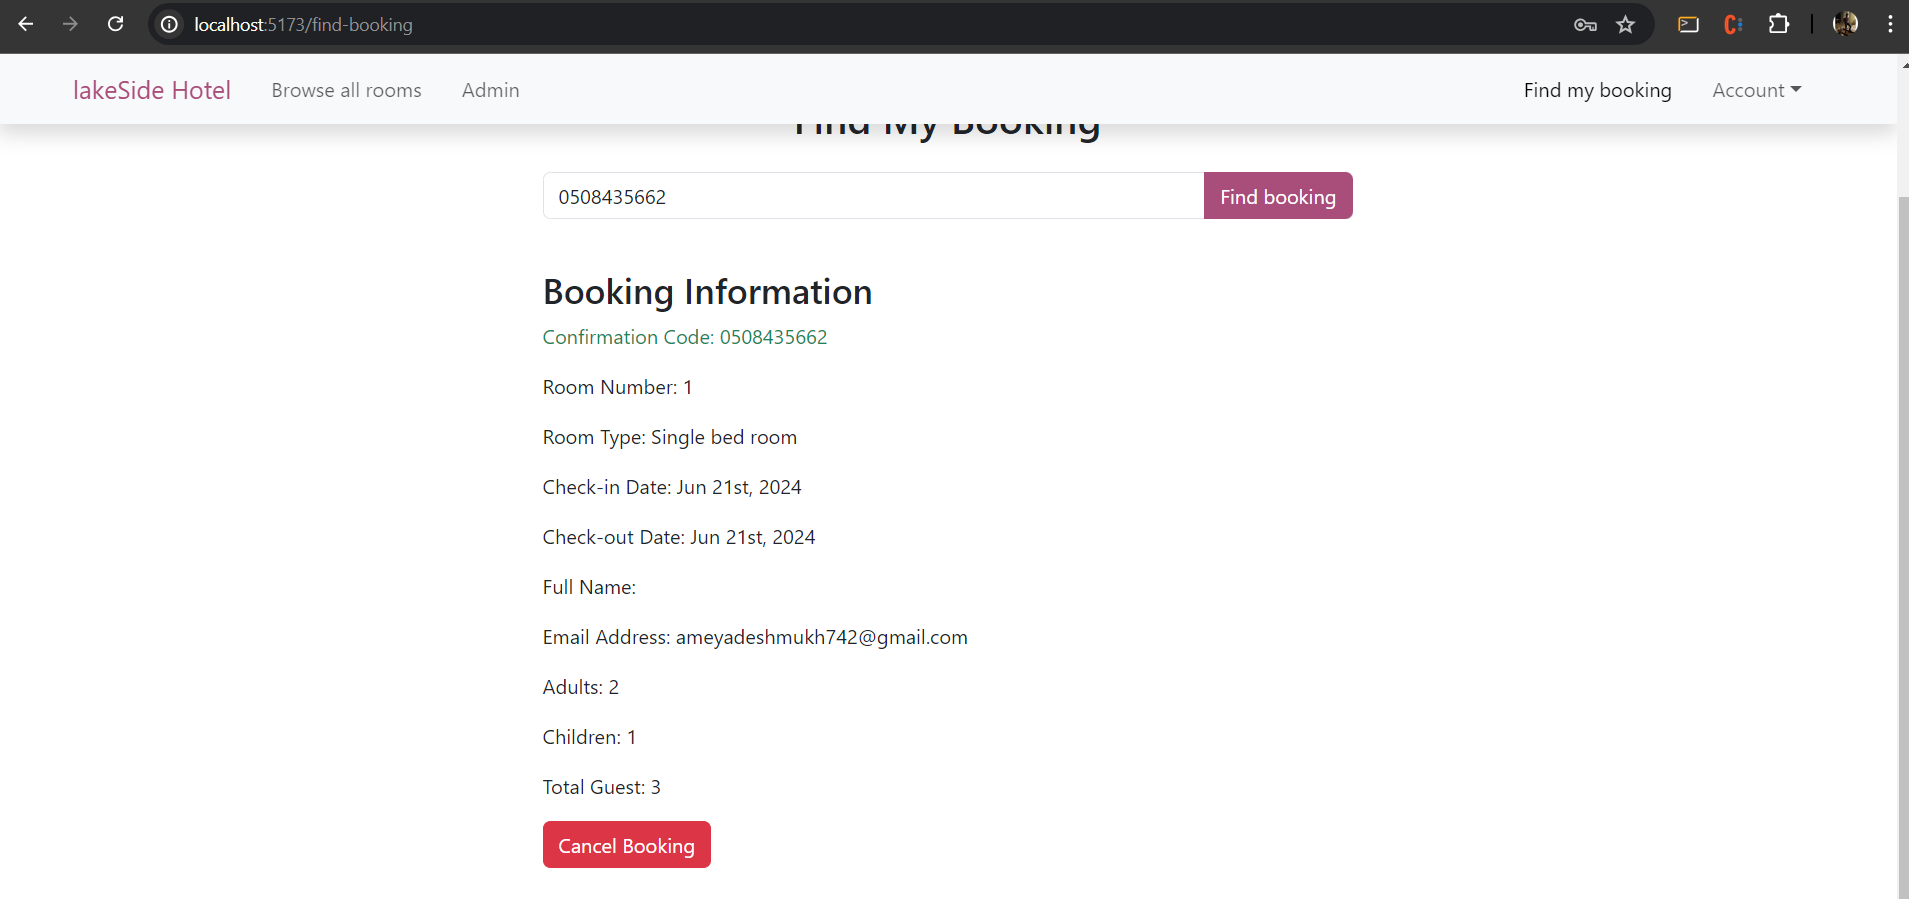 localhost:5173/find-booking
lakeSide Hotel Browse all rooms Admin Find my booking Account
Find My Booking
0508435662 Find booking
Booking Information
Confirmation Code: 0508435662
Room Number: 1
Room Type: Single bed room
Check-in Date: Jun 21st, 2024
Check-out Date: Jun 21st, 2024
Full Name:
Email Address: ameyadeshmukh742@gmail.com
Adults: 2
Children: 1
Total Guest: 3
Cancel Booking